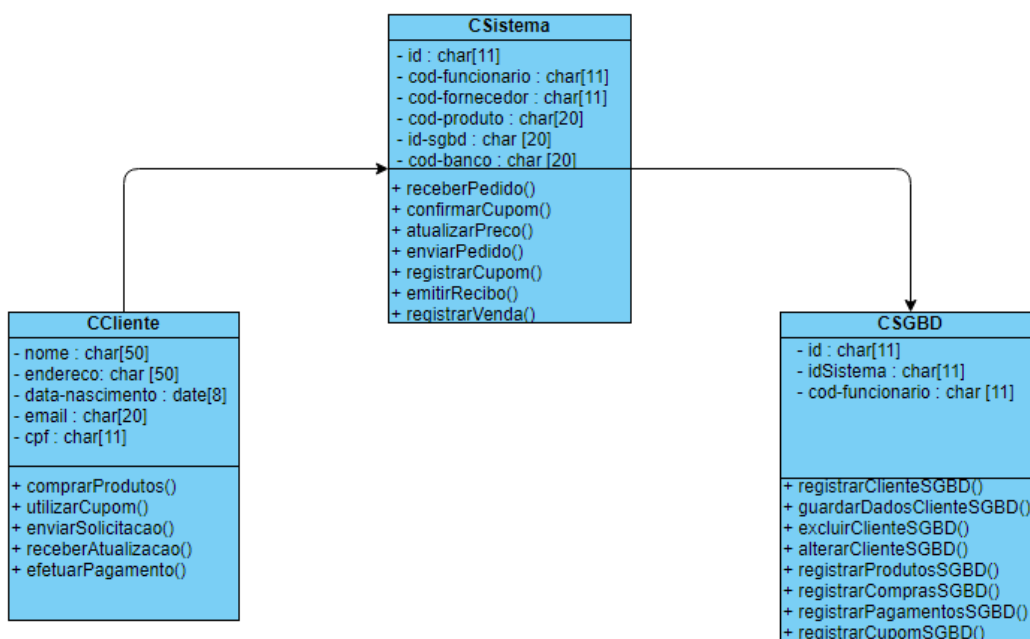 CSistema
- id : char[11]
- cod-funcionario : char[11]
- cod-fornecedor : char[11]
- cod-produto : char[20]
- id-sgbd : char [20]
- cod-banco : char [20]
+ receberPedido()
+ confirmarCupom()
+ atualizarPreco()
+ enviarPedido()
+ registrarCupom()
+ emitirRecibo()
+ registrarVenda()
CCliente
- nome : char[50]
- endereco: char [50]
- data-nascimento : date[8]
- email : char[20]
- cpf : char[11]
+ comprarProdutos()
+ utilizarCupom()
+ enviarSolicitacao()
+ receberAtualizacao()
+ efetuarPagamento()
CSGBD
- id : char[11]
- idSistema : char[11]
- cod-funcionario : char [11]
+ registrarClienteSGBD()
+ guardarDadosClienteSGBD()
+ excluirClienteSGBD()
+ alterarClienteSGBD()
+ registrarProdutosSGBD()
+ registrarComprasSGBD()
+ registrarPagamentosSGBD()
+ registrarCupomSGBD()